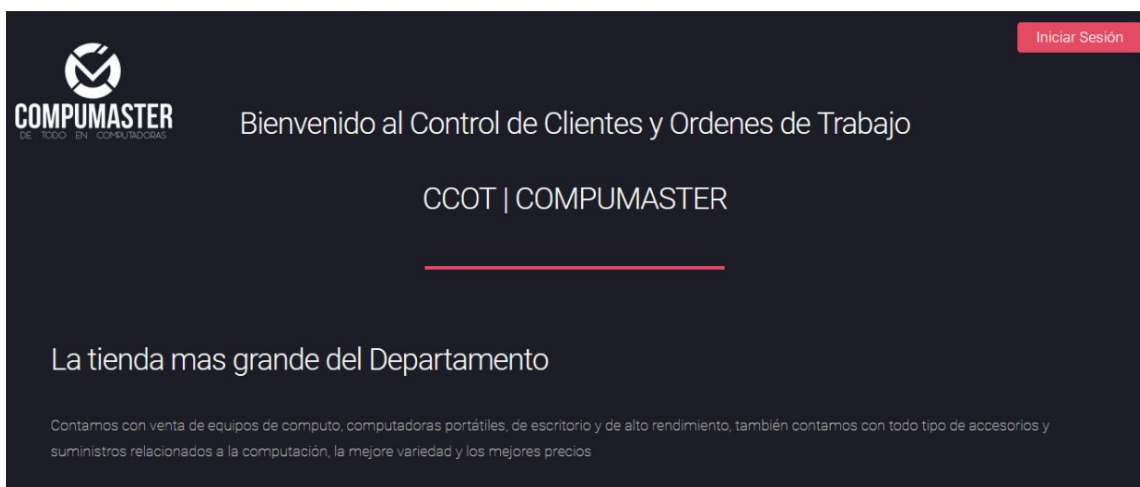 Iniciar Sesión
COMPUMASTER
DE TODO EN COMPUTADORAS
Bienvenido al Control de Clientes y Ordenes de Trabajo
CCOT | COMPUMASTER
La tienda mas grande del Departamento
Contamos con venta de equipos de computo, computadoras portátiles, de escritorio y de alto rendimiento, también contamos con todo tipo de accesorios y
suministros relacionados a la computación, la mejore variedad y los mejores precios